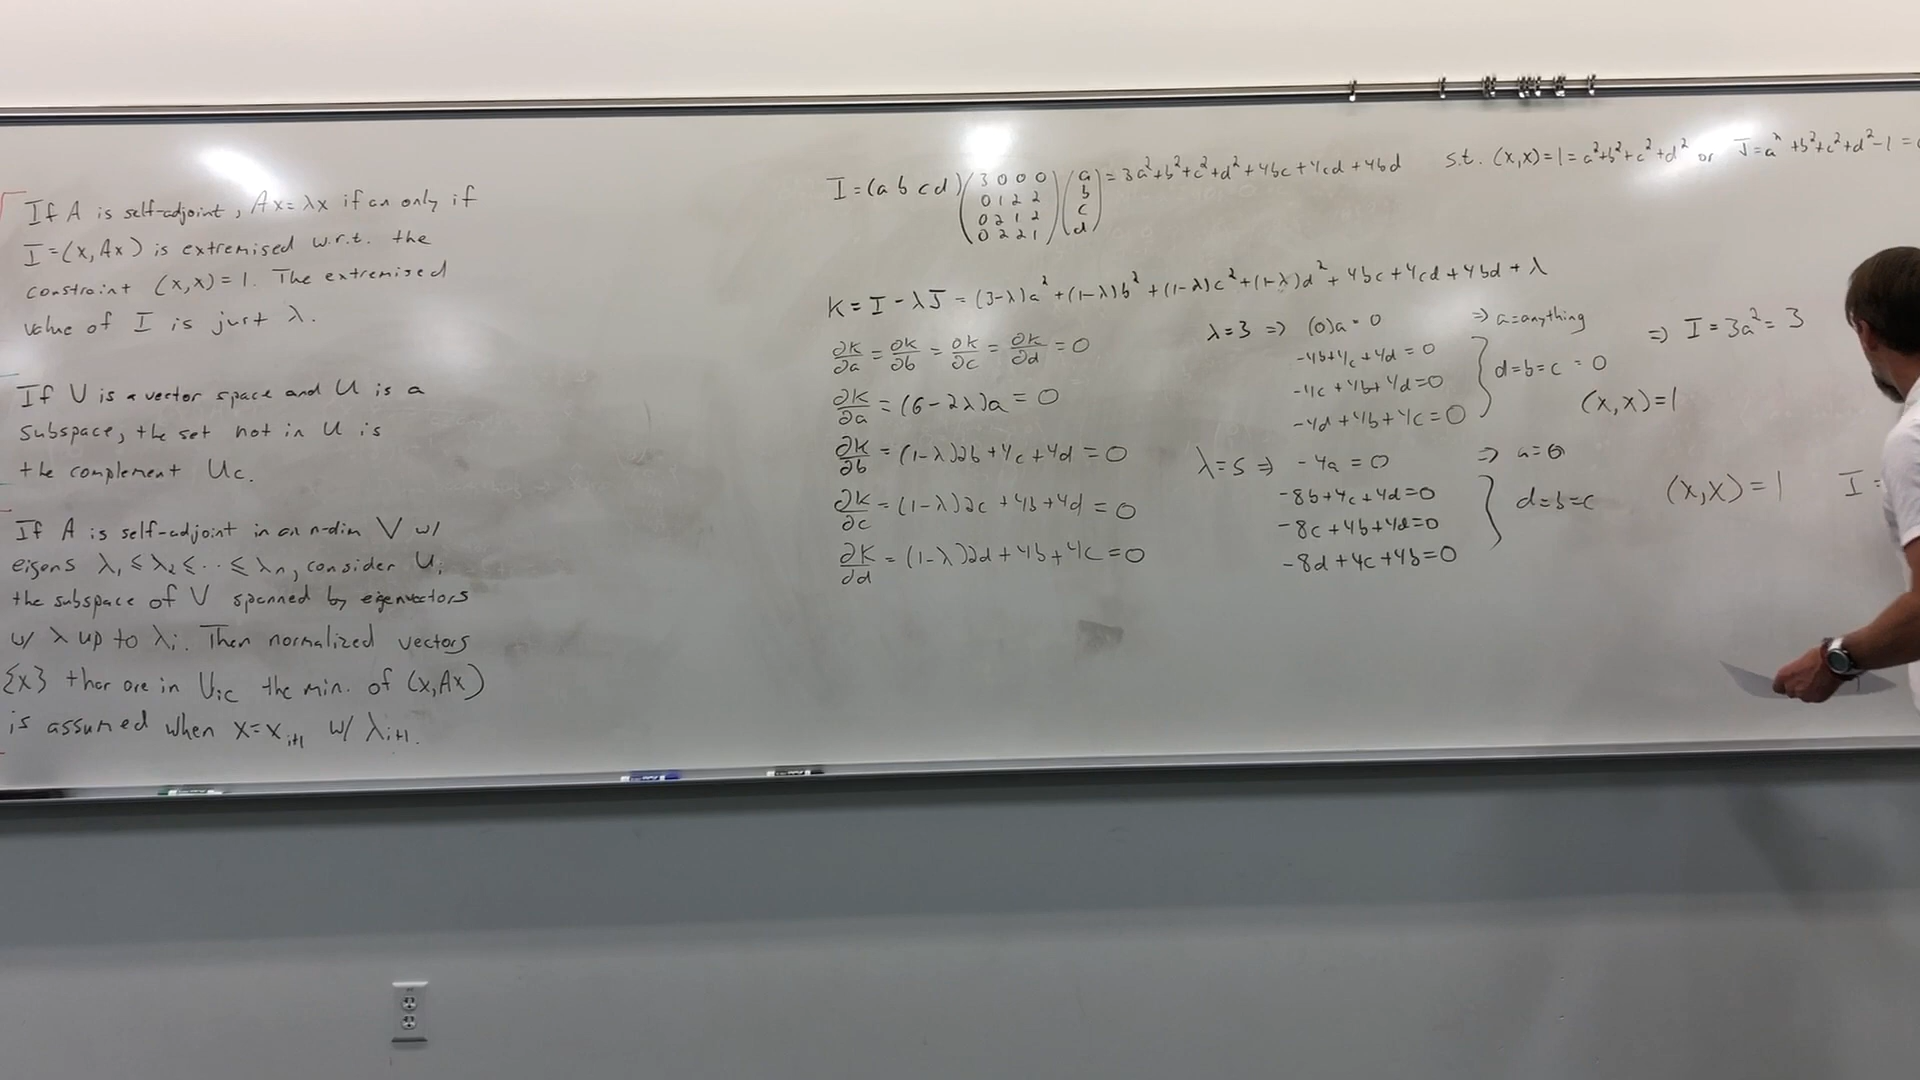 If A is self-adjoint, Ax=λx if an only if
I=(x,Ax) is extremised w.r.t. the
constraint (x,x)=1. The extremised
value of I is just λ.
If V is a vector space and U is a
subspace, the set not in U is
the complement Uc.
If A is self-adjoint in an n-dim V w/
eigens λ₁≤λ₂≤..≤λn, consider Ui
the subspace of V spanned by eigenvectors
w/ λ up to λi. Then normalized vectors
{x} that are in Uic the min. of (x,Ax)
is assumed when x=x_{i+1} w/ λ_{i+1}.
I=(a b c d)(3 0 0 0)(a)=3a²+b²+c²+d²+4bc+4cd+4bd s.t. (x,x)=1=a²+b²+c²+d² or J=a²+b²+c²+d²-1=
0 1 2 2 b
0 2 1 2 c
0 2 2 1 d
K=I-λJ=(3-λ)a²+(1-λ)b²+(1-λ)c²+(1-λ)d²+4bc+4cd+4bd+λ
∂K/∂a=∂K/∂b=∂K/∂c=∂K/∂d=0
∂K/∂a=(6-2λ)a=0
∂K/∂b=(1-λ)2b+4c+4d=0
∂K/∂c=(1-λ)2c+4b+4d=0
∂K/∂d=(1-λ)2d+4b+4c=0
λ=3 ⇒ (0)a=0 ⇒ a=anything ⇒ I=3a²=3
-4b+4c+4d=0
-4c+4b+4d=0 } d=b=c=0
-4d+4b+4c=0 (x,x)=1
λ=5 ⇒ -4a=0 ⇒ a=0
-8b+4c+4d=0
-8c+4b+4d=0 } d=b=c (x,x)=1 I=
-8d+4c+4b=0